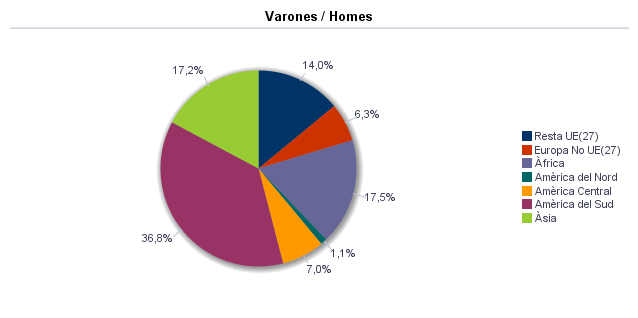 Varones / Homes
17,2%
14,0%
6,3%
17,5%
1,1%
7,0%
36,8%
Resta UE(27)
Europa No UE(27)
Àfrica
Amèrica del Nord
Amèrica Central
Amèrica del Sud
Àsia